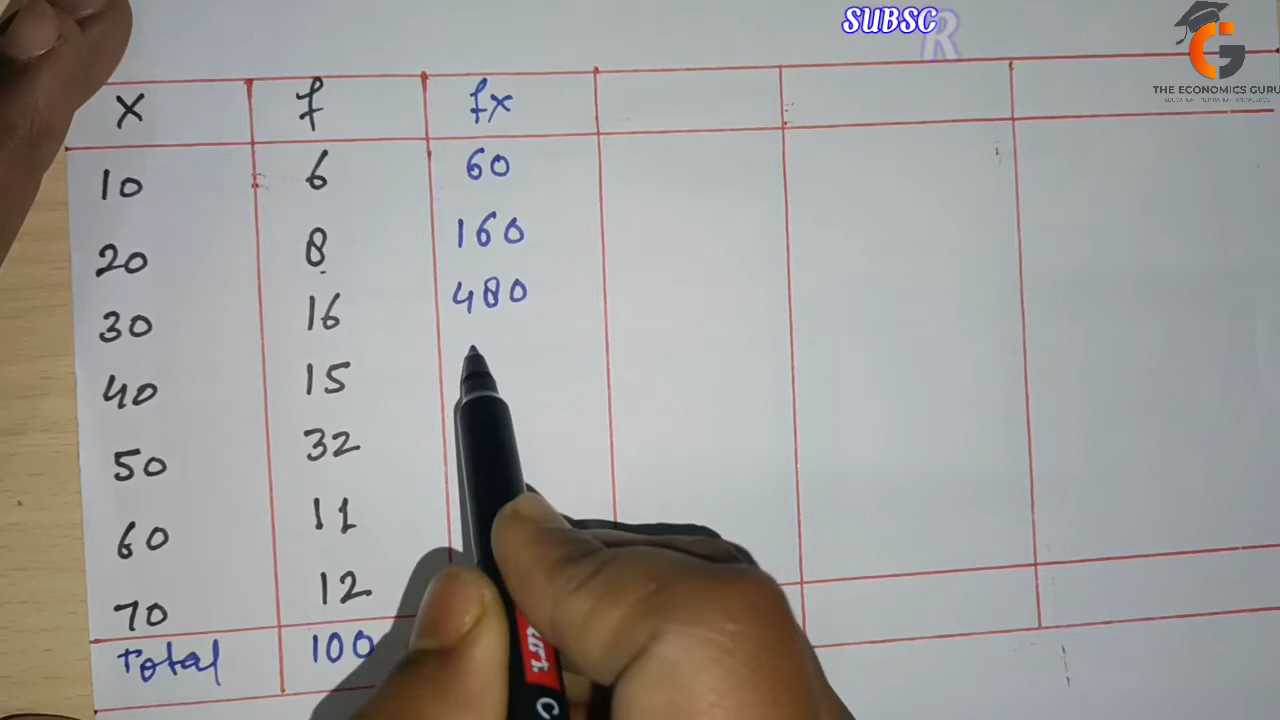 SUBSCR
THE ECONOMICS GURU
X f fx
10 6 60
20 8 160
30 16 480
40 15
50 32
60 11
70 12
Total 100
C